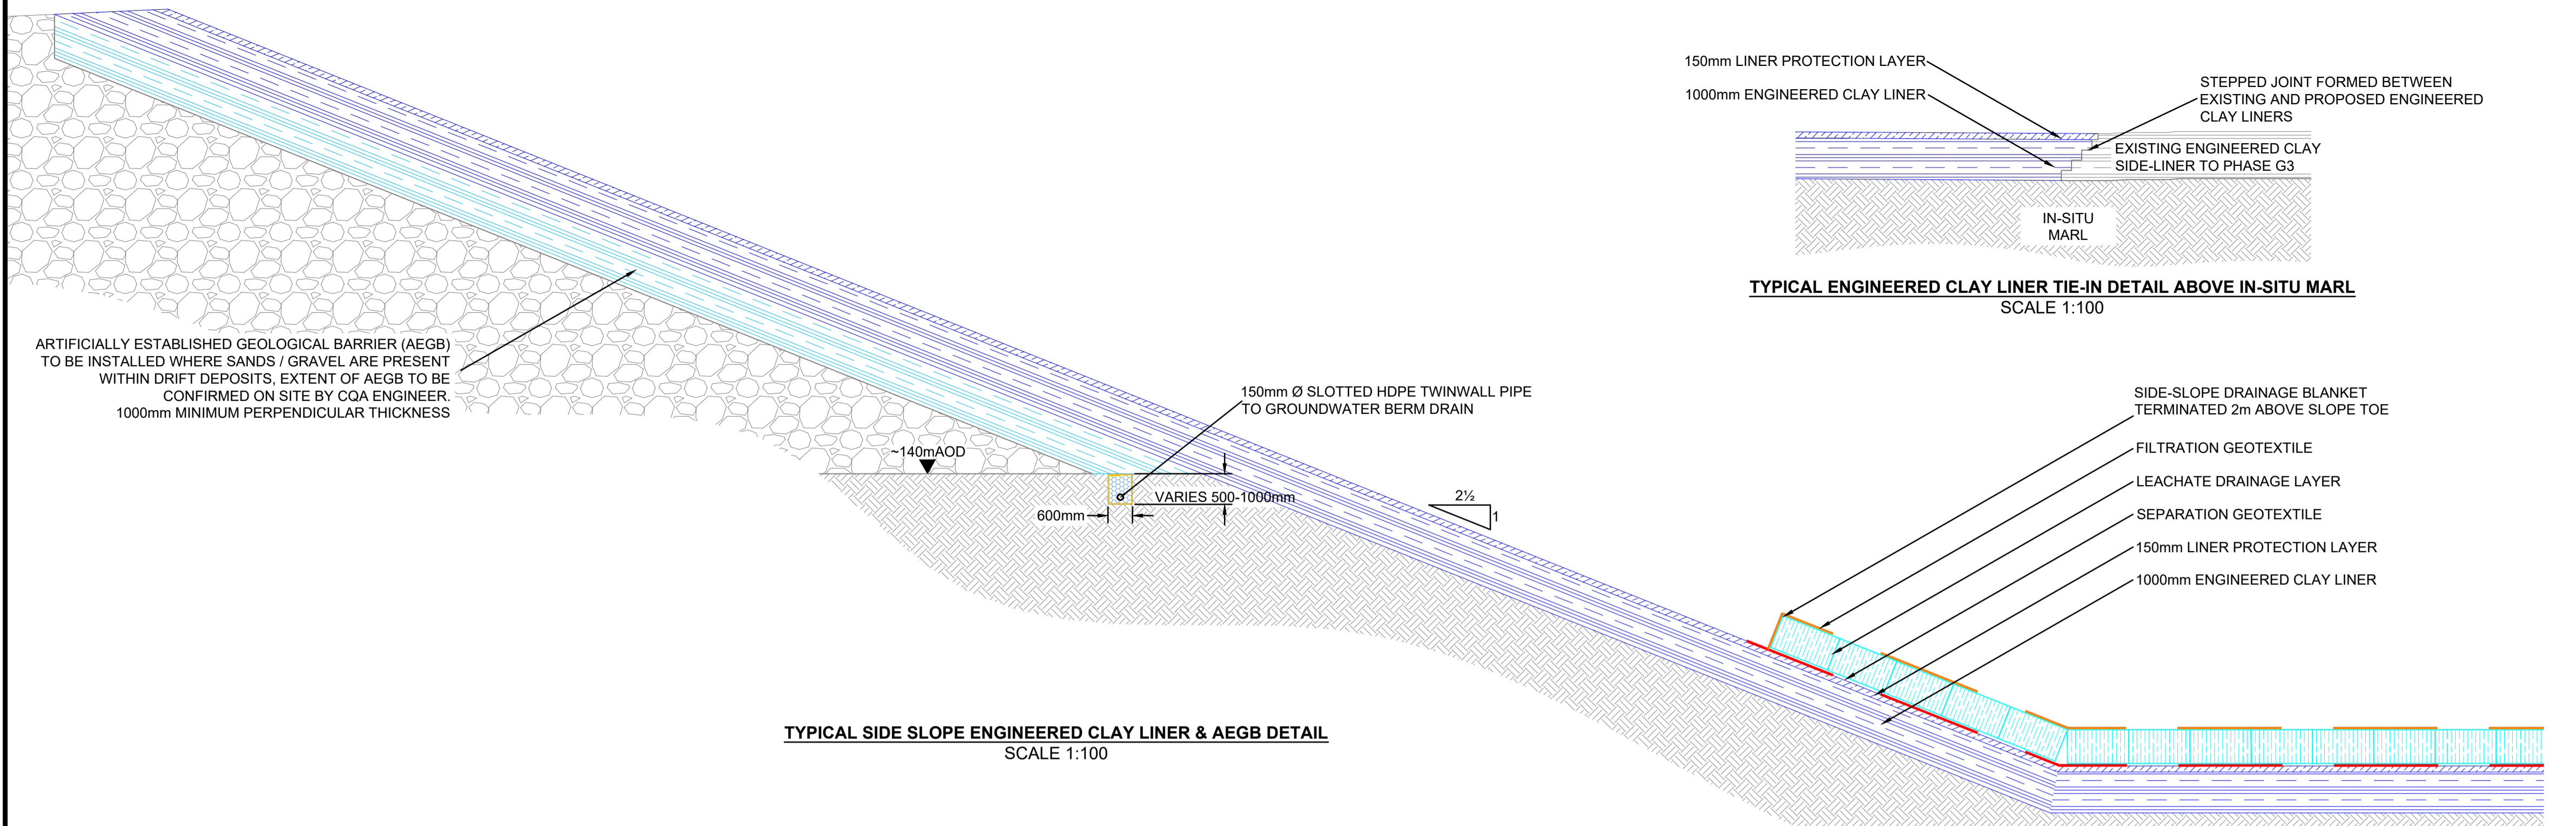 150mm LINER PROTECTION LAYER
1000mm ENGINEERED CLAY LINER
STEPPED JOINT FORMED BETWEEN
EXISTING AND PROPOSED ENGINEERED
CLAY LINERS
EXISTING ENGINEERED CLAY
SIDE-LINER TO PHASE G3
IN-SITU
MARL
TYPICAL ENGINEERED CLAY LINER TIE-IN DETAIL ABOVE IN-SITU MARL
SCALE 1:100
ARTIFICIALLY ESTABLISHED GEOLOGICAL BARRIER (AEGB)
TO BE INSTALLED WHERE SANDS / GRAVEL ARE PRESENT
WITHIN DRIFT DEPOSITS, EXTENT OF AEGB TO BE
CONFIRMED ON SITE BY CQA ENGINEER.
1000mm MINIMUM PERPENDICULAR THICKNESS
150mm Ø SLOTTED HDPE TWINWALL PIPE
TO GROUNDWATER BERM DRAIN
~140mAOD
VARIES 500-1000mm
600mm
2½
1
SIDE-SLOPE DRAINAGE BLANKET
TERMINATED 2m ABOVE SLOPE TOE
FILTRATION GEOTEXTILE
LEACHATE DRAINAGE LAYER
SEPARATION GEOTEXTILE
150mm LINER PROTECTION LAYER
1000mm ENGINEERED CLAY LINER
TYPICAL SIDE SLOPE ENGINEERED CLAY LINER & AEGB DETAIL
SCALE 1:100